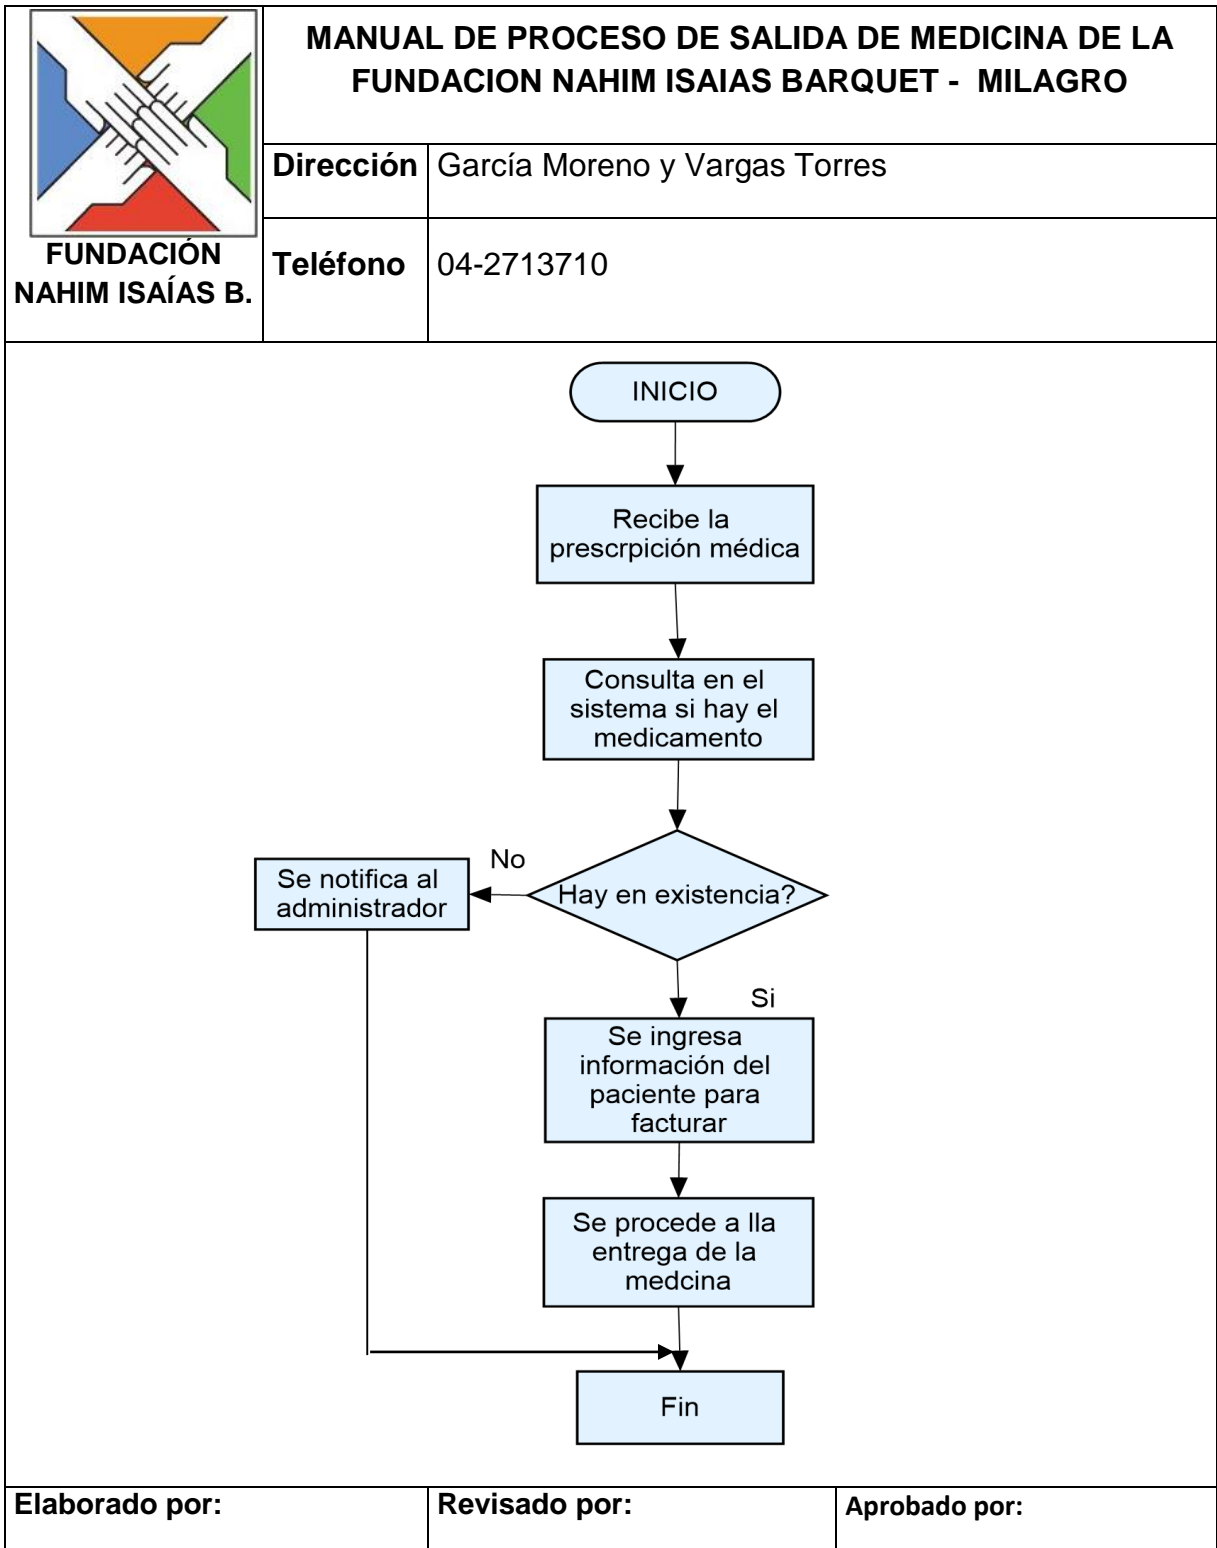 MANUAL DE PROCESO DE SALIDA DE MEDICINA DE LA
FUNDACION NAHIM ISAIAS BARQUET - MILAGRO
FUNDACIÓN
NAHIM ISAÍAS B.
Dirección
García Moreno y Vargas Torres
Teléfono
04-2713710
INICIO
Recibe la
prescrpición médica
Consulta en el
sistema si hay el
medicamento
Hay en existencia?
No
Se notifica al
administrador
Si
Se ingresa
información del
paciente para
facturar
Se procede a lla
entrega de la
medcina
Fin
Elaborado por:
Revisado por:
Aprobado por: